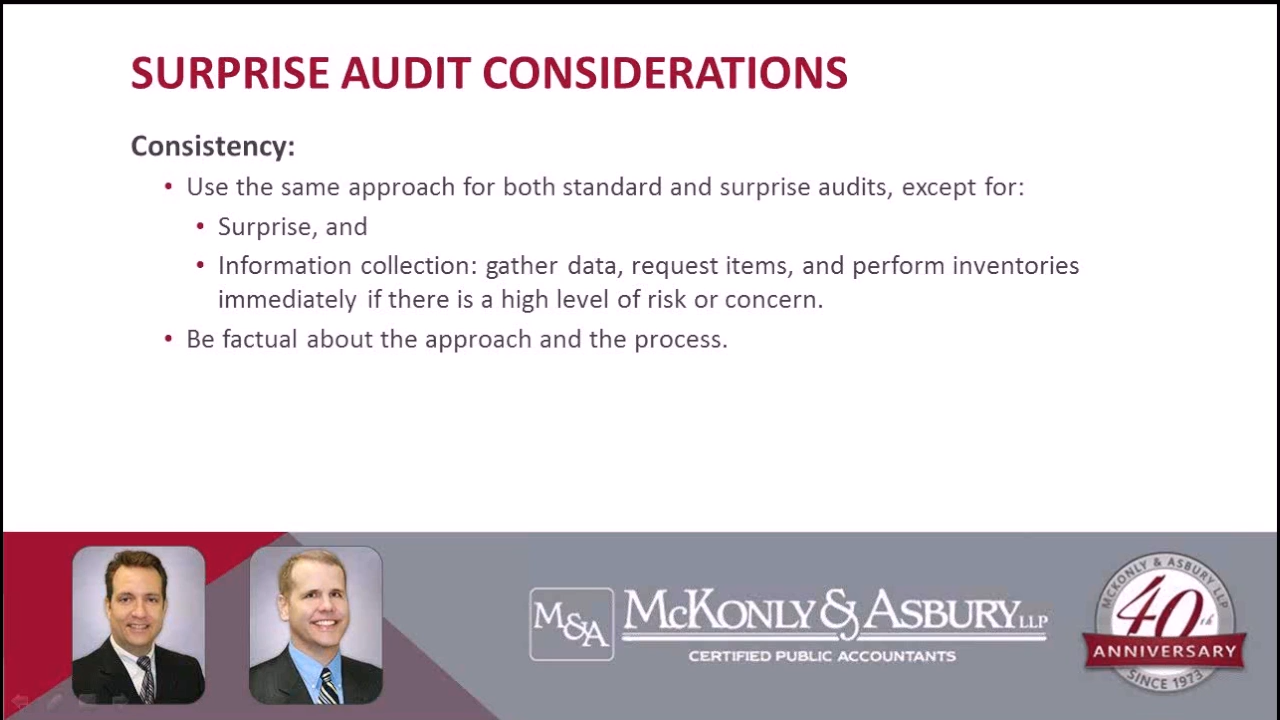 SURPRISE AUDIT CONSIDERATIONS
Consistency:
• Use the same approach for both standard and surprise audits, except for:
• Surprise, and
• Information collection: gather data, request items, and perform inventories
immediately if there is a high level of risk or concern.
• Be factual about the approach and the process.
M&A
McKonly & Asbury LLP
CERTIFIED PUBLIC ACCOUNTANTS
McKONLY & ASBURY LLP
40th
ANNIVERSARY
SINCE 1973